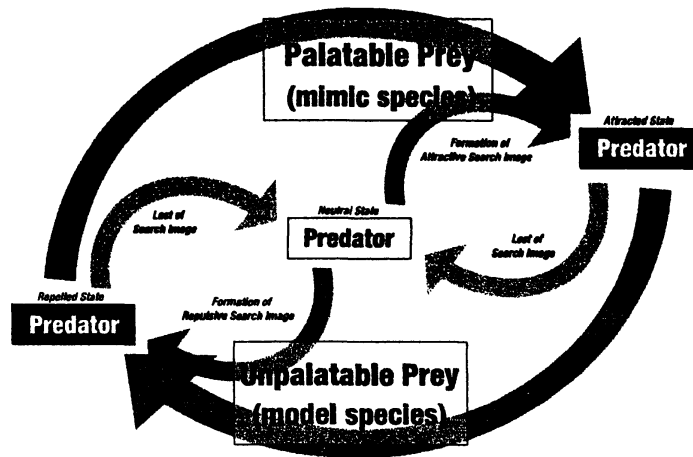 Palatable Prey
(mimic species)
Attracted State
Predator
Formation of
Attractive Search Image
Lost of
Search Image
Neutral State
Predator
Lost of
Search Image
Repelled State
Predator
Formation of
Repulsive Search Image
Unpalatable Prey
(model species)